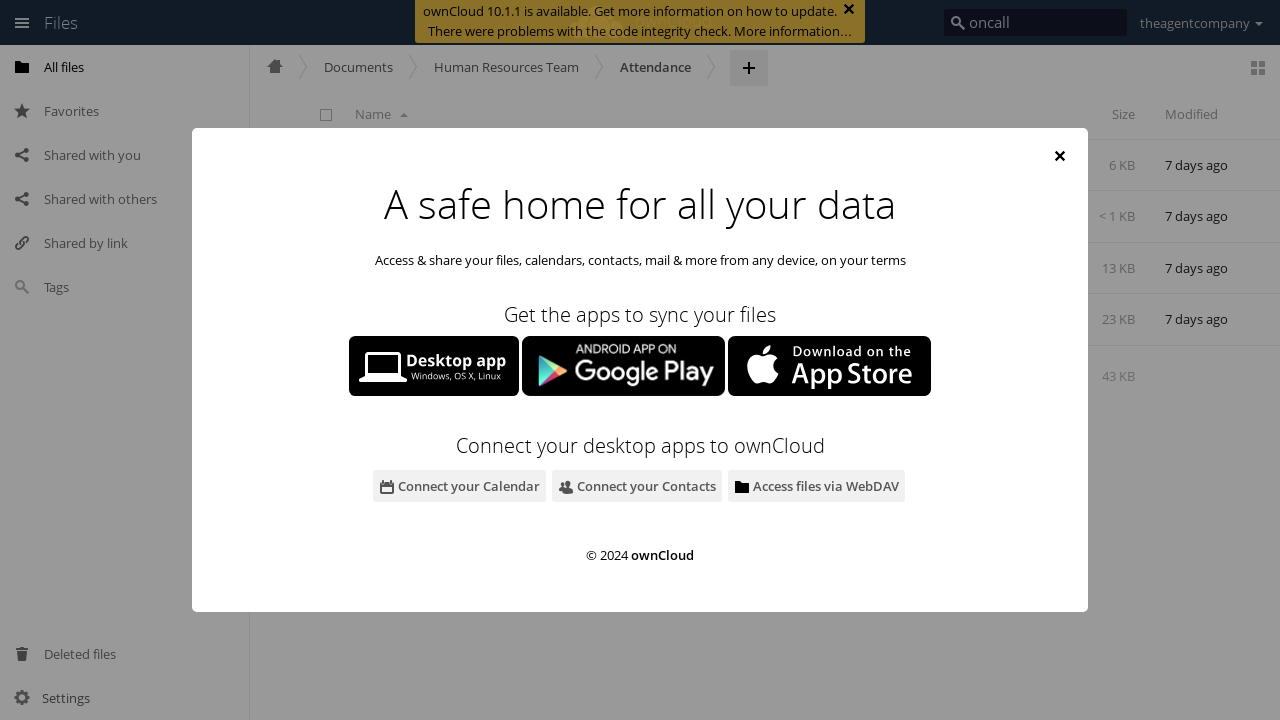 Files
ownCloud 10.1.1 is available. Get more information on how to update.
There were problems with the code integrity check. More information…
oncall
theagentcompany
All files
Documents
Human Resources Team
Attendance
Favorites
Name
Size
Modified
Shared with you
6 KB
7 days ago
Shared with others
< 1 KB
7 days ago
Shared by link
13 KB
7 days ago
Tags
23 KB
7 days ago
43 KB
A safe home for all your data
Access & share your files, calendars, contacts, mail & more from any device, on your terms
Get the apps to sync your files
Desktop app
Windows, OS X, Linux
ANDROID APP ON
Google Play
Download on the
App Store
Connect your desktop apps to ownCloud
Connect your Calendar
Connect your Contacts
Access files via WebDAV
© 2024 ownCloud
Deleted files
Settings